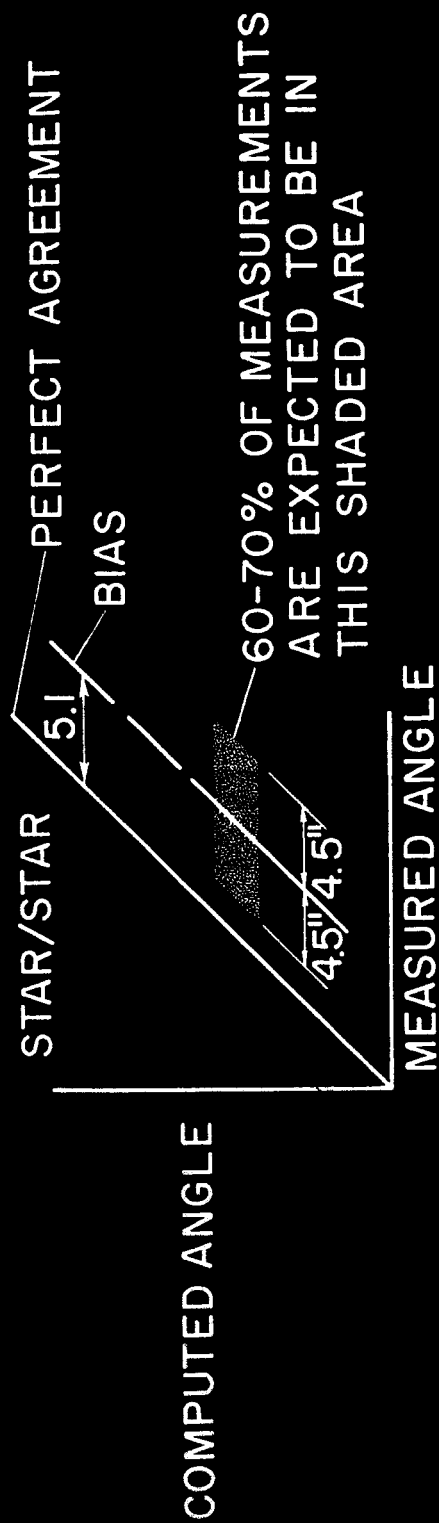 STAR/STAR
PERFECT AGREEMENT
5.1
BIAS
COMPUTED ANGLE
60-70% OF MEASUREMENTS
ARE EXPECTED TO BE IN
THIS SHADED AREA
4.5" 4.5"
MEASURED ANGLE